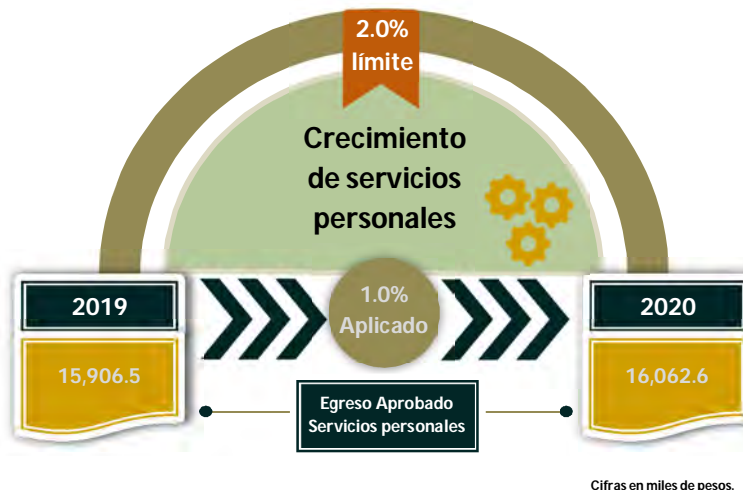 2.0%
límite
Crecimiento
de servicios
personales
2019
1.0%
Aplicado
2020
15,906.5
16,062.6
Egreso Aprobado
Servicios personales
Cifras en miles de pesos.